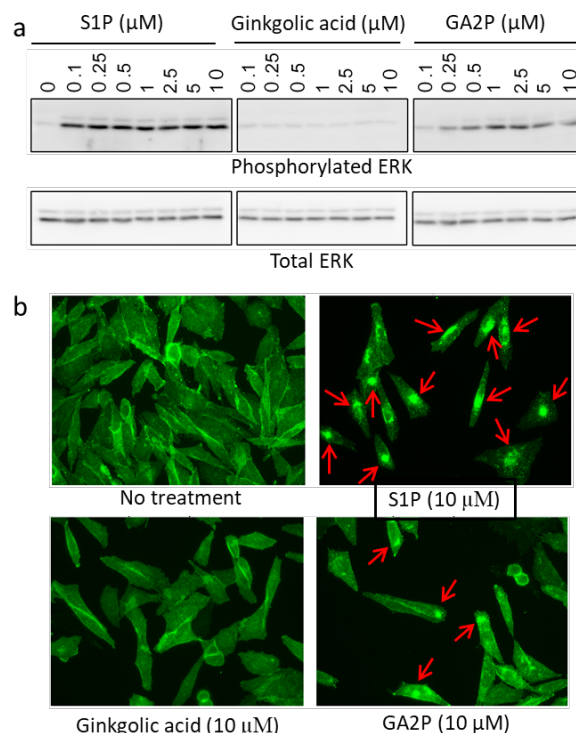 a
S1P (μM) Ginkgolic acid (μM) GA2P (μM)
0 0.1 0.25 0.5 1 2.5 5 10 0.1 0.25 0.5 1 2.5 5 10 0.1 0.25 0.5 1 2.5 5 10
Phosphorylated ERK
Total ERK
b
No treatment S1P (10 μM)
Ginkgolic acid (10 μM) GA2P (10 μM)